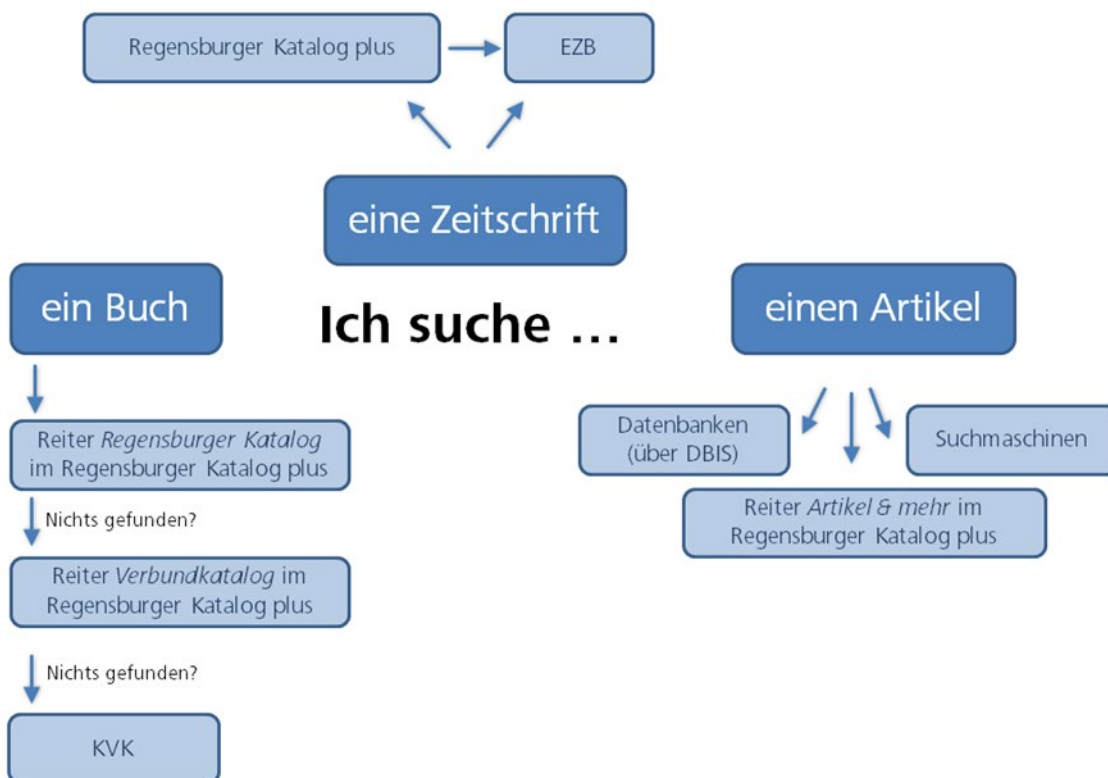 Regensburger Katalog plus
EZB
eine Zeitschrift
ein Buch
Ich suche ...
einen Artikel
Reiter Regensburger Katalog
im Regensburger Katalog plus
Nichts gefunden?
Reiter Verbundkatalog im
Regensburger Katalog plus
Nichts gefunden?
KVK
Datenbanken
(über DBIS)
Suchmaschinen
Reiter Artikel & mehr im
Regensburger Katalog plus